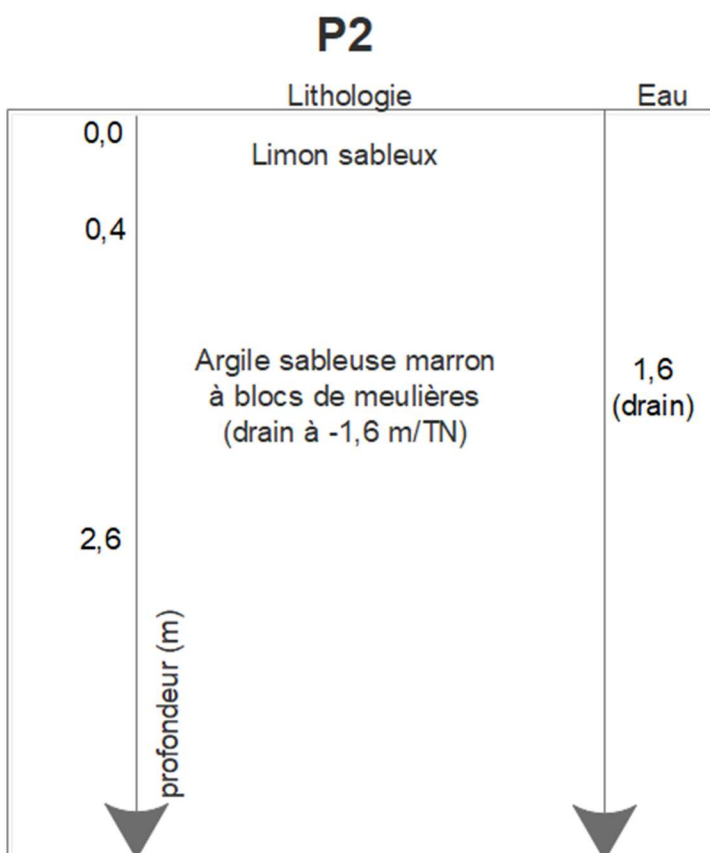 P2
Lithologie
Eau
0,0
Limon sableux
0,4
Argile sableuse marron
à blocs de meulières
(drain à -1,6 m/TN)
1,6
(drain)
2,6
profondeur (m)